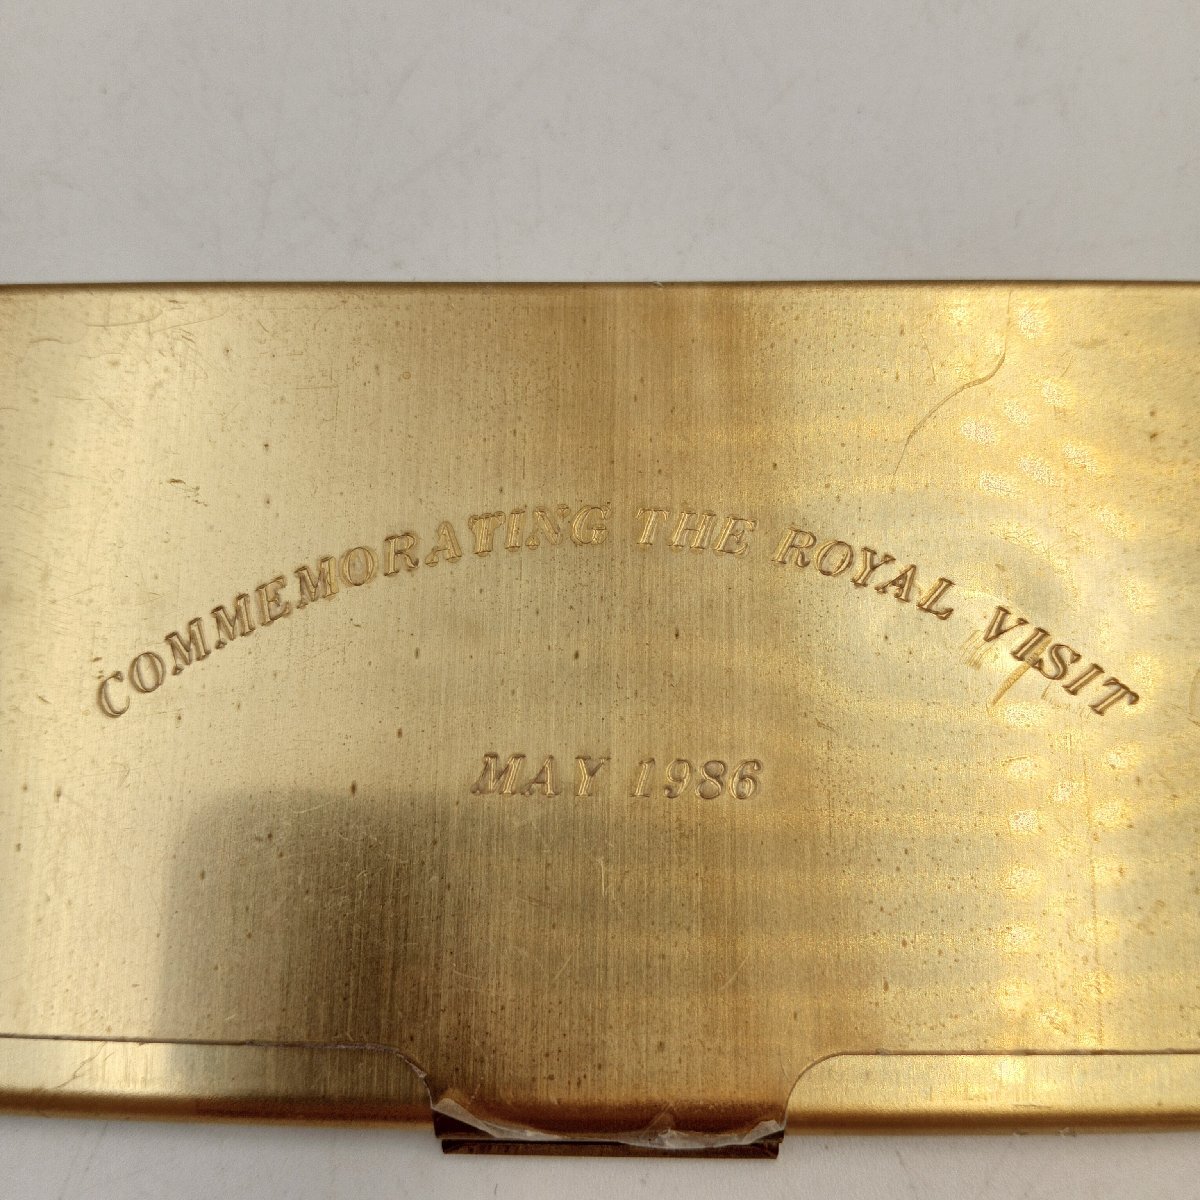 COMMEMORATING THE ROYAL VISIT
MAY 1986